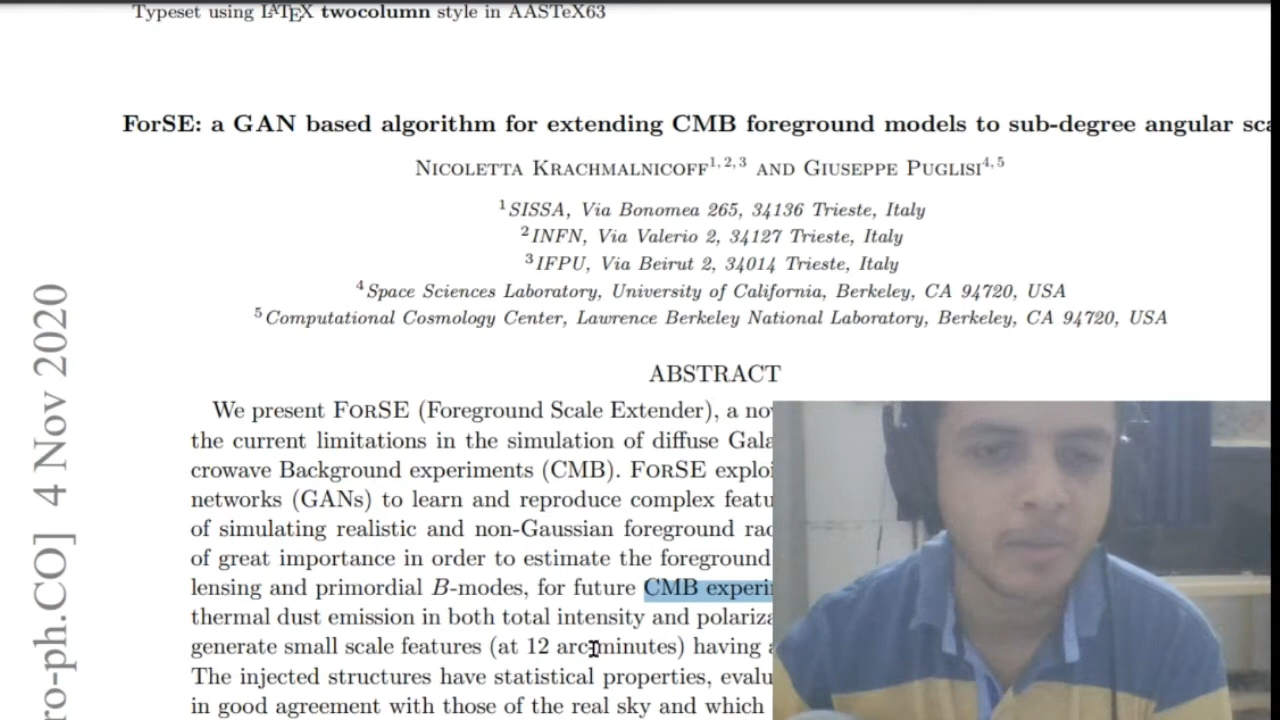 Typeset using LATEX twocolumn style in AASTeX63
ForSE: a GAN based algorithm for extending CMB foreground models to sub-degree angular
NICOLETTA KRACHMALNICOFF1,2,3 AND GIUSEPPE PUGLISI4,5
1SISSA, Via Bonomea 265, 34136 Trieste, Italy
2INFN, Via Valerio 2, 34127 Trieste, Italy
3IFPU, Via Beirut 2, 34014 Trieste, Italy
4Space Sciences Laboratory, University of California, Berkeley, CA 94720, USA
5Computational Cosmology Center, Lawrence Berkeley National Laboratory, Berkeley, CA 94720, USA
ABSTRACT
We present FORSE (Foreground Scale Extender), a
the current limitations in the simulation of diffuse
crowave Background experiments (CMB). FORSE
networks (GANs) to learn and reproduce complex
of simulating realistic and non-Gaussian foreground
of great importance in order to estimate the foreground
lensing and primordial B-modes, for future CMB
thermal dust emission in both total intensity and
generate small scale features (at 12 arcminutes) having
The injected structures have statistical properties,
in good agreement with those of the real sky and which
ro-ph.CO] 4 Nov 2020